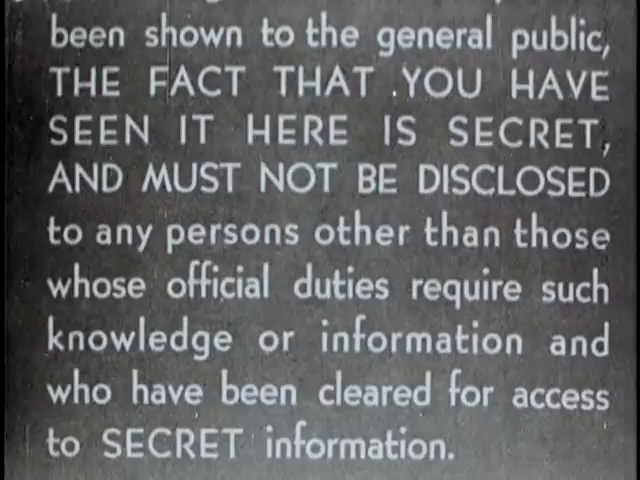 been shown to the general public,
THE FACT THAT YOU HAVE
SEEN IT HERE IS SECRET,
AND MUST NOT BE DISCLOSED
to any persons other than those
whose official duties require such
knowledge or information and
who have been cleared for access
to SECRET information.